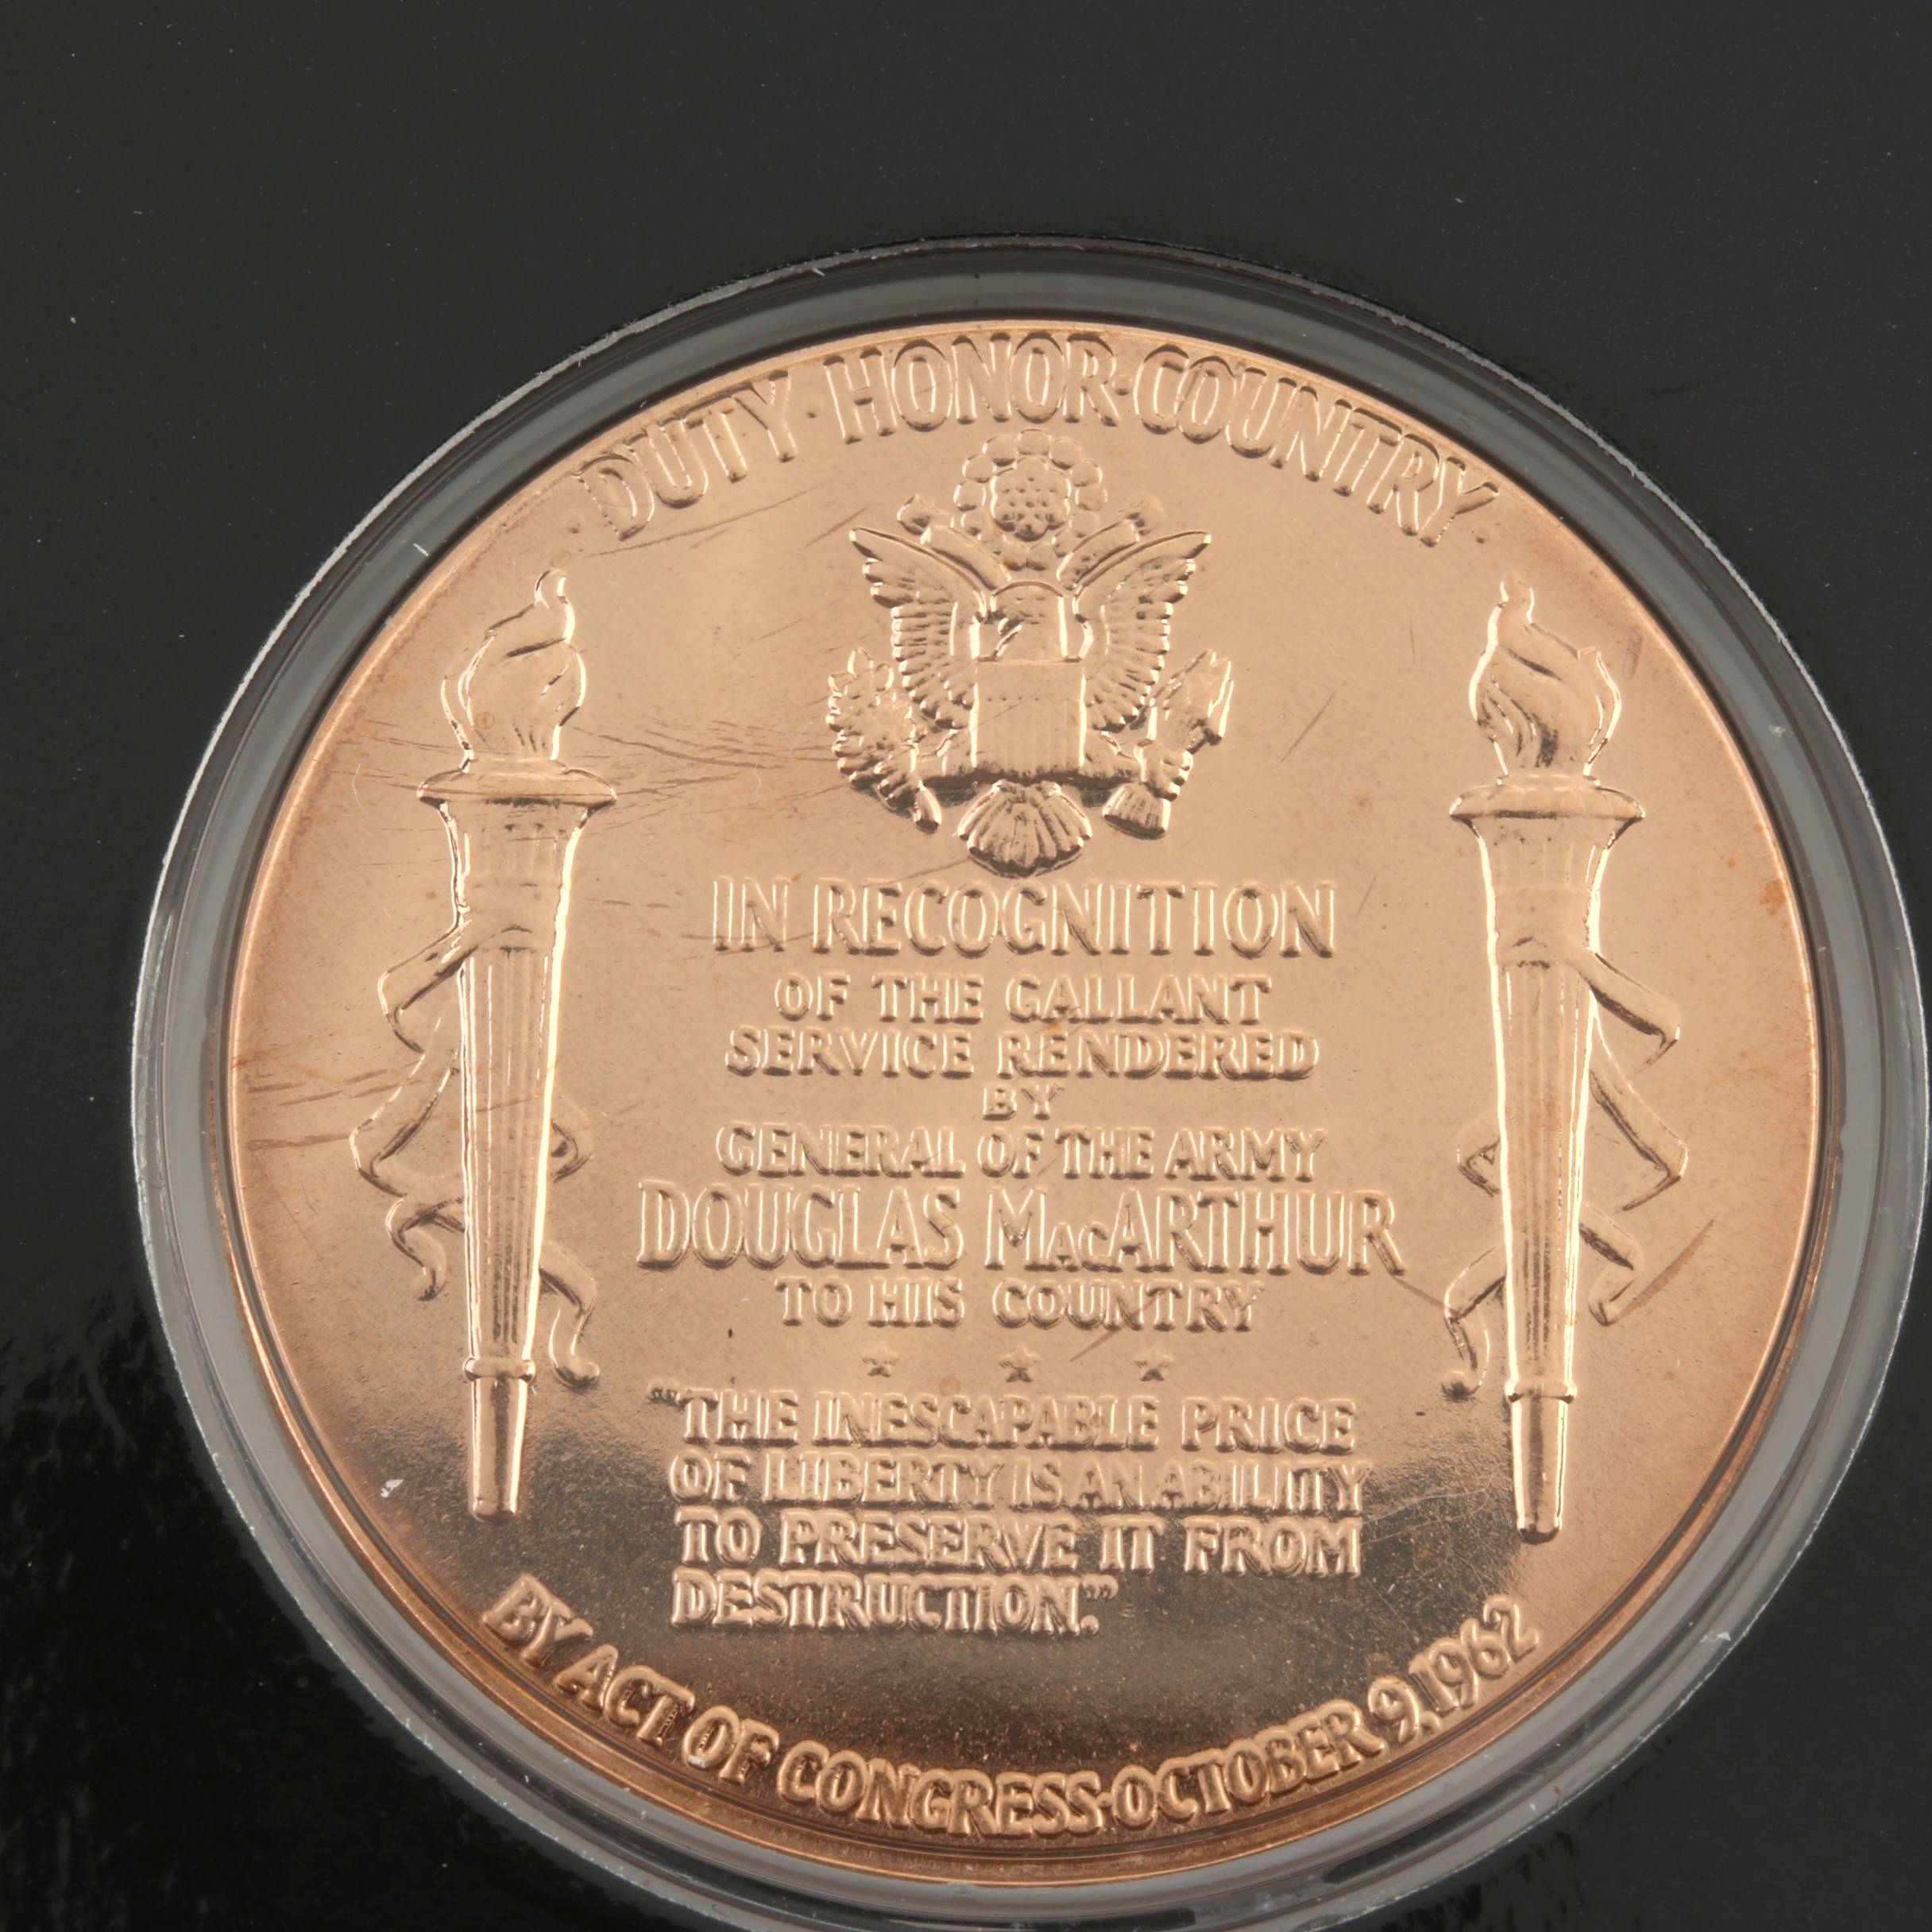 DUTY·HONOR·COUNTRY
IN RECOGNITION
OF THE GALLANT
SERVICE RENDERED
BY
GENERAL OF THE ARMY
DOUGLAS MacARTHUR
TO HIS COUNTRY
"THE INESCAPABLE PRICE
OF LIBERTY IS AN ABILITY
TO PRESERVE IT FROM
DESTRUCTION."
BY ACT OF CONGRESS·OCTOBER 9, 1962